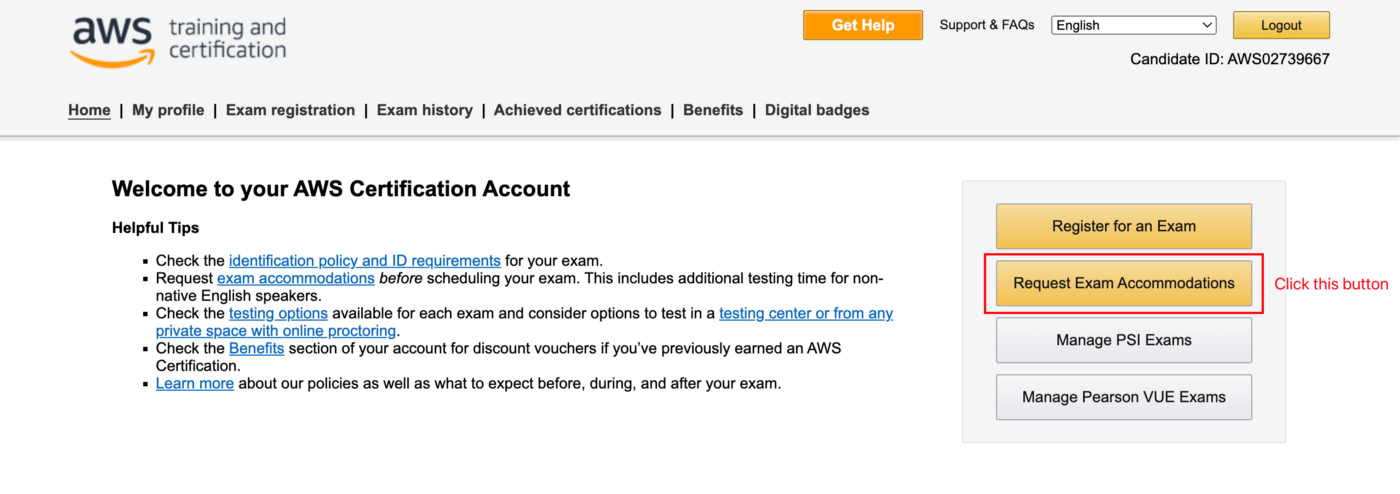 aws training and
certification
Get Help
Support & FAQs
English
Logout
Candidate ID: AWS02739667
Home | My profile | Exam registration | Exam history | Achieved certifications | Benefits | Digital badges
Welcome to your AWS Certification Account
Helpful Tips
▪ Check the identification policy and ID requirements for your exam.
▪ Request exam accommodations before scheduling your exam. This includes additional testing time for non-
native English speakers.
▪ Check the testing options available for each exam and consider options to test in a testing center or from any
private space with online proctoring.
▪ Check the Benefits section of your account for discount vouchers if you’ve previously earned an AWS
Certification.
▪ Learn more about our policies as well as what to expect before, during, and after your exam.
Register for an Exam
Request Exam Accommodations
Click this button
Manage PSI Exams
Manage Pearson VUE Exams